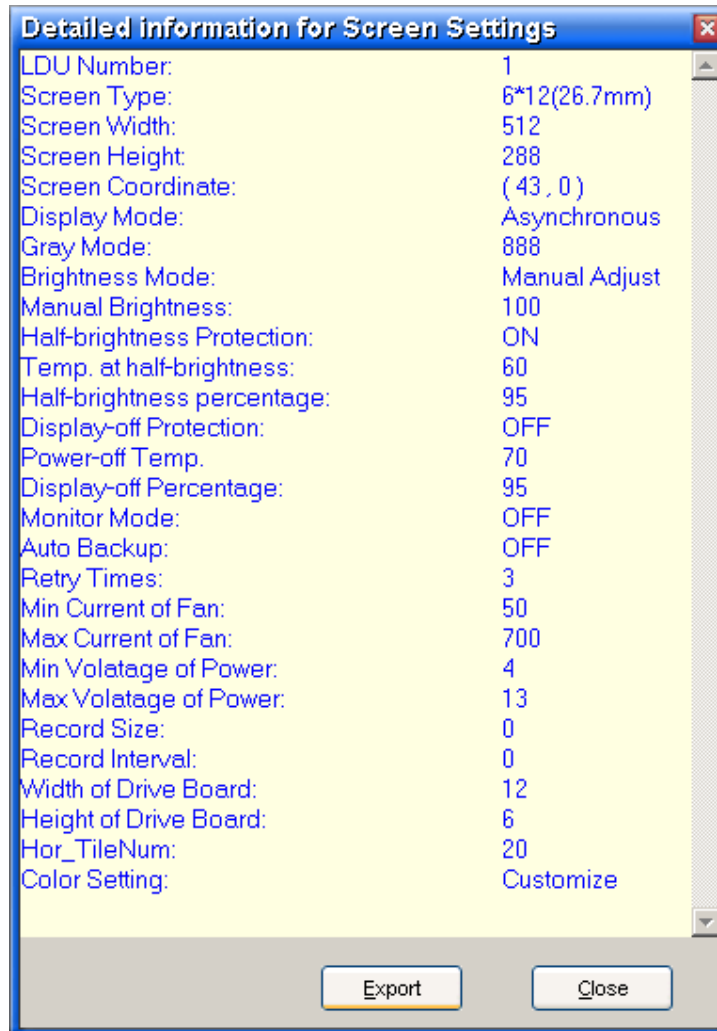 Detailed information for Screen Settings
LDU Number: 1
Screen Type: 6*12(26.7mm)
Screen Width: 512
Screen Height: 288
Screen Coordinate: ( 43 , 0 )
Display Mode: Asynchronous
Gray Mode: 888
Brightness Mode: Manual Adjust
Manual Brightness: 100
Half-brightness Protection: ON
Temp. at half-brightness: 60
Half-brightness percentage: 95
Display-off Protection: OFF
Power-off Temp. 70
Display-off Percentage: 95
Monitor Mode: OFF
Auto Backup: OFF
Retry Times: 3
Min Current of Fan: 50
Max Current of Fan: 700
Min Volatage of Power: 4
Max Volatage of Power: 13
Record Size: 0
Record Interval: 0
Width of Drive Board: 12
Height of Drive Board: 6
Hor_TileNum: 20
Color Setting: Customize
Export Close